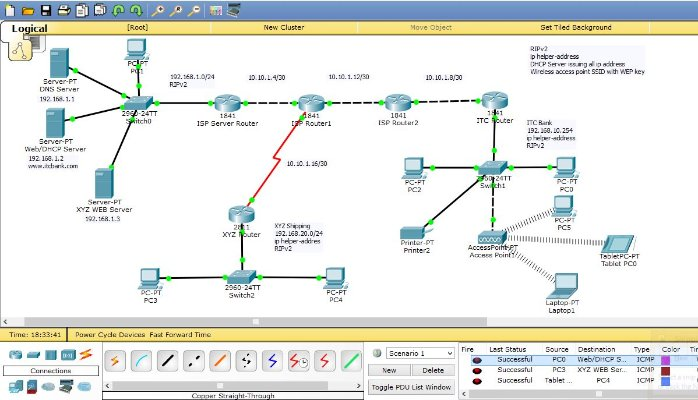 Logical
[Root]
New Cluster
Move Object
Set Tiled Background
Server-PT
DNS Server
192.168.1.1
PC-PT
PC1
2960-24TT
Switch0
Server-PT
Web/DHCP Server
192.168.1.2
www.itcbank.com
Server-PT
XYZ WEB Server
192.168.1.3
192.168.1.0/24
RIPv2
1841
ISP Server Router
10.10.1.4/30
1841
ISP Router1
10.10.1.12/30
1841
ISP Router2
10.10.1.8/30
1841
ITC Router
RIPv2
ip helper-address
DHCP Server issuing all ip address
Wireless access point SSID with WEP key
ITC Bank
192.168.10.254
ip helper-address
RIPv2
PC-PT
PC2
2960-24TT
Switch1
PC-PT
PC0
PC-PT
PC5
Printer-PT
Printer2
AccessPoint-PT
Access Point1
TabletPC-PT
Tablet PC0
Laptop-PT
Laptop1
10.10.1.16/30
2811
XYZ Router
XYZ Shipping
192.168.20.0/24
ip helper-addres
RIPv2
PC-PT
PC3
2960-24TT
Switch2
PC-PT
PC4
Time: 18:33:41
Power Cycle Devices Fast Forward Time
Connections
Copper Straight-Through
Scenario 1
New
Delete
Toggle PDU List Window
Fire Last Status Source Destination Type Color
Successful PC0 Web/DHCP S... ICMP
Successful PC3 XYZ WEB Ser... ICMP
Successful Tablet ... PC4 ICMP